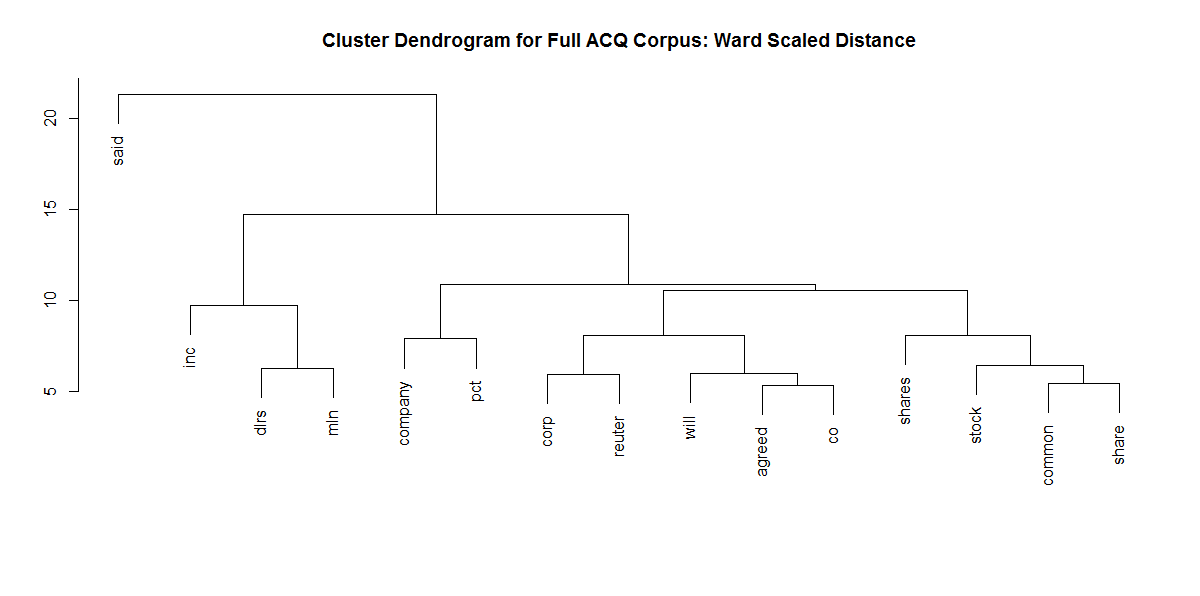 Cluster Dendrogram for Full ACQ Corpus: Ward Scaled Distance
20
15
10
5
said
inc
dlrs
mln
company
pct
corp
reuter
will
agreed
co
shares
stock
common
share